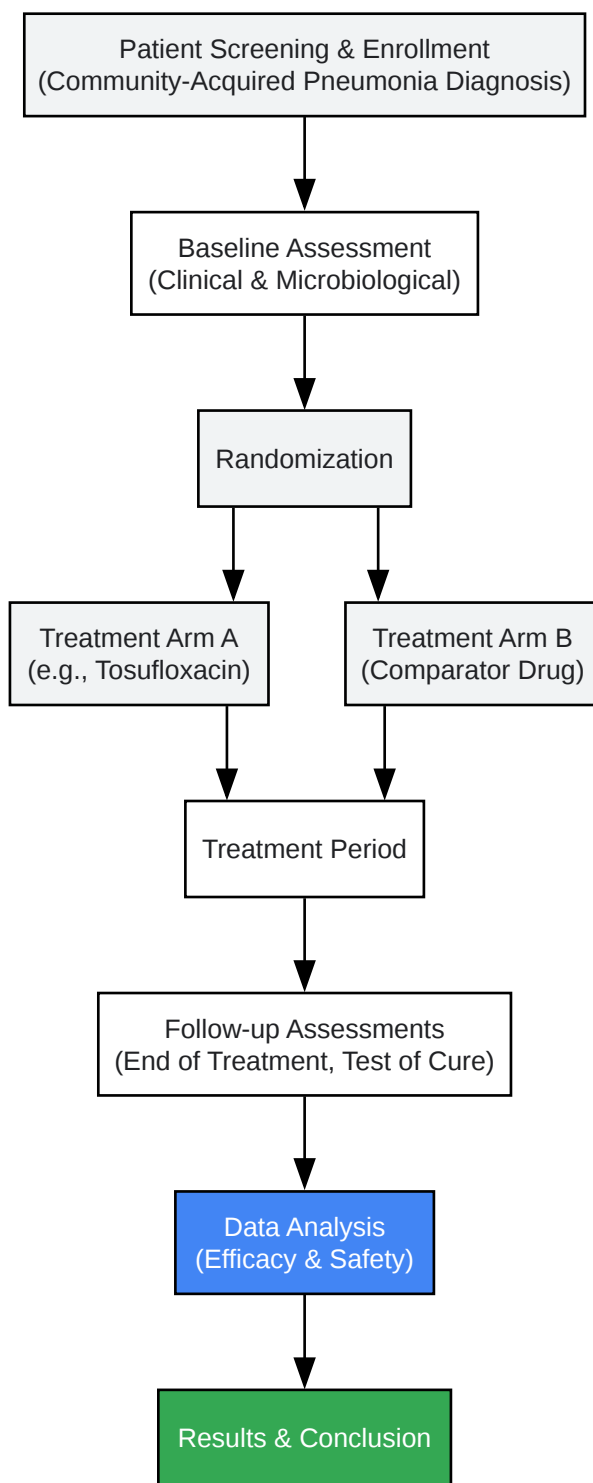 Patient Screening & Enrollment
(Community-Acquired Pneumonia Diagnosis)
Baseline Assessment
(Clinical & Microbiological)
Randomization
Treatment Arm A
(e.g., Tosufloxacin)
Treatment Arm B
(Comparator Drug)
Treatment Period
Follow-up Assessments
(End of Treatment, Test of Cure)
Data Analysis
(Efficacy & Safety)
Results & Conclusion